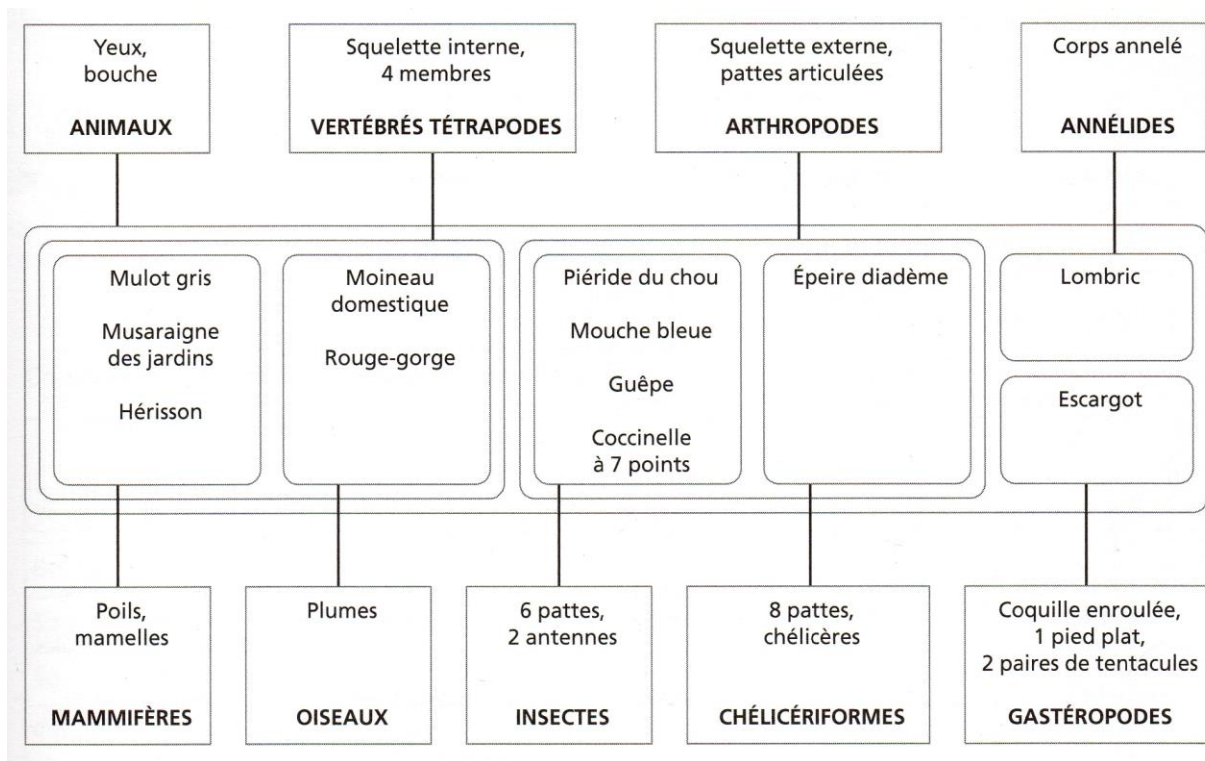 Yeux,
bouche
ANIMAUX
Squelette interne,
4 membres
VERTÉBRÉS TÉTRAPODES
Squelette externe,
pattes articulées
ARTHROPODES
Corps annelé
ANNÉLIDES
Mulot gris
Musaraigne
des jardins
Hérisson
Moineau
domestique
Rouge-gorge
Piéride du chou
Mouche bleue
Guêpe
Coccinelle
à 7 points
Épeire diadème
Lombric
Escargot
Poils,
mamelles
MAMMIFÈRES
Plumes
OISEAUX
6 pattes,
2 antennes
INSECTES
8 pattes,
chélicères
CHÉLICÉRIFORMES
Coquille enroulée,
1 pied plat,
2 paires de tentacules
GASTÉROPODES